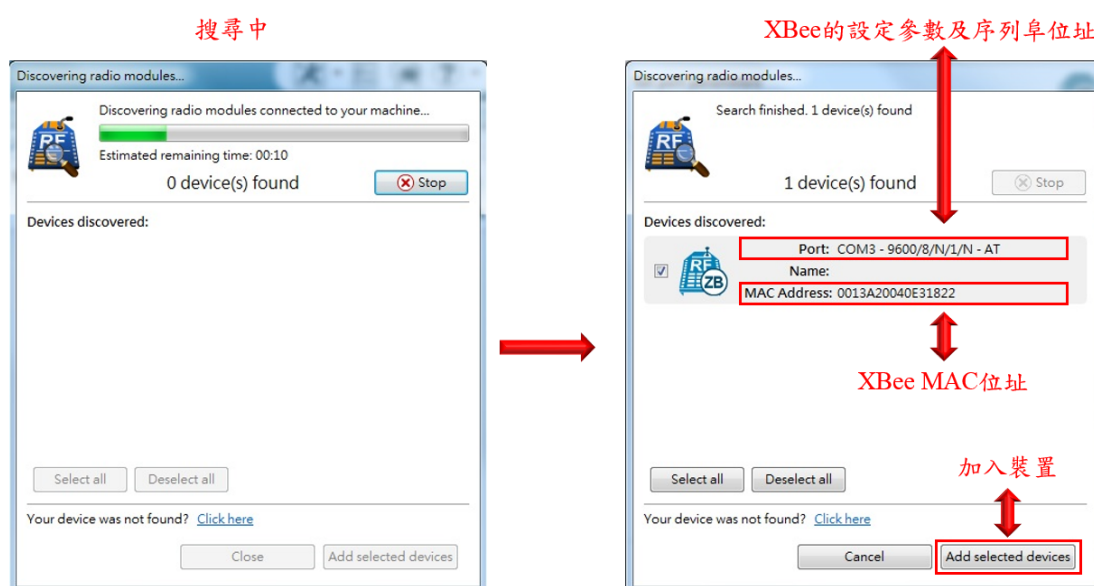 搜尋中
Discovering radio modules...
Discovering radio modules connected to your machine...
RF
Estimated remaining time: 00:10
0 device(s) found
Stop
Devices discovered:
Select all
Deselect all
Your device was not found? Click here
Close
Add selected devices
XBee的設定參數及序列阜位址
Discovering radio modules...
Search finished. 1 device(s) found
RF
1 device(s) found
Stop
Devices discovered:
RF
ZB
Port: COM3 - 9600/8/N/1/N - AT
Name:
MAC Address: 0013A20040E31822
XBee MAC位址
Select all
Deselect all
加入裝置
Your device was not found? Click here
Cancel
Add selected devices